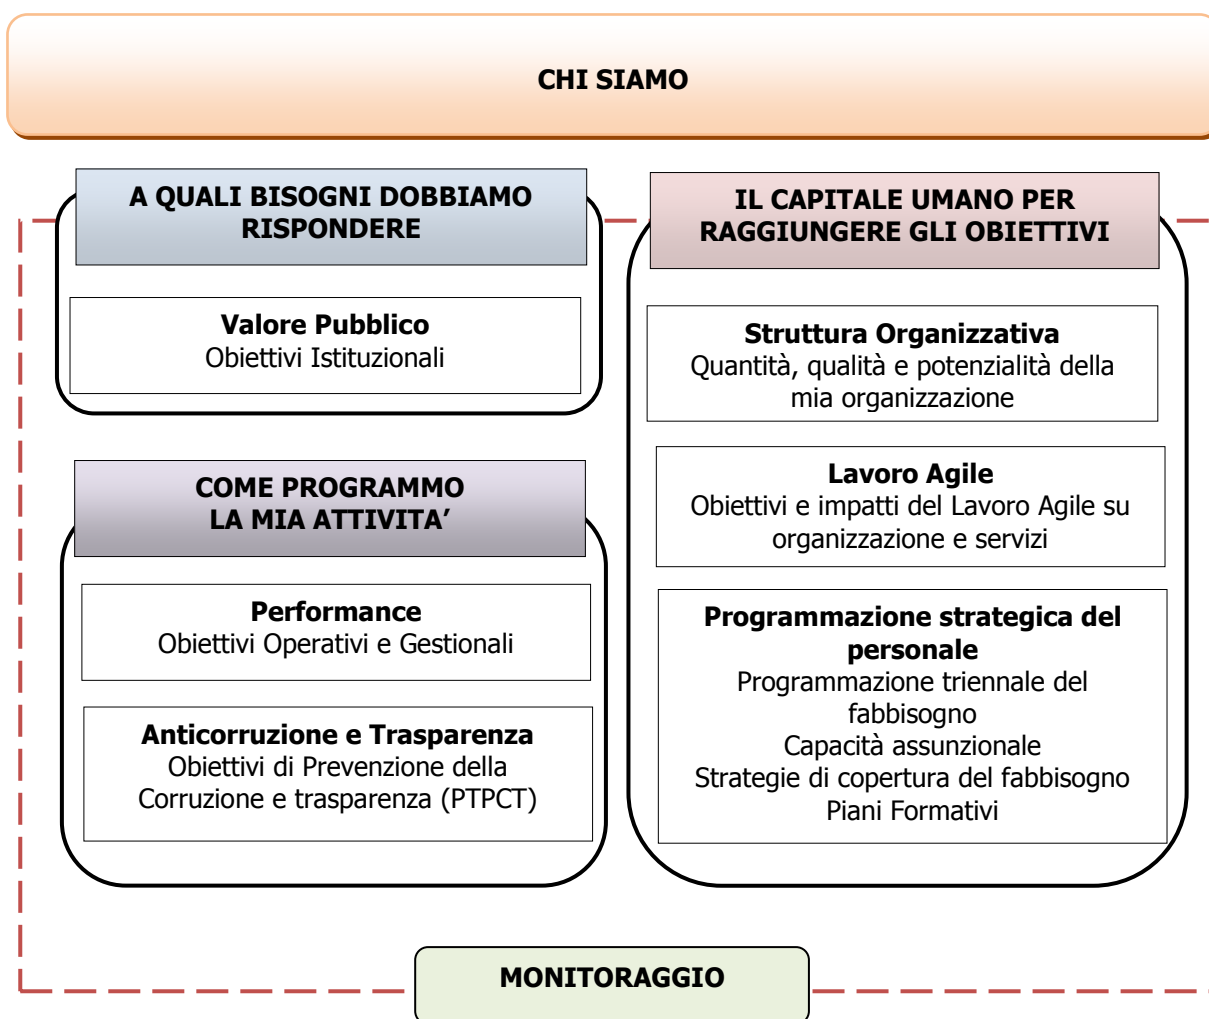 CHI SIAMO
A QUALI BISOGNI DOBBIAMO
RISPONDERE
Valore Pubblico
Obiettivi Istituzionali
COME PROGRAMMO
LA MIA ATTIVITA’
Performance
Obiettivi Operativi e Gestionali
Anticorruzione e Trasparenza
Obiettivi di Prevenzione della
Corruzione e trasparenza (PTPCT)
IL CAPITALE UMANO PER
RAGGIUNGERE GLI OBIETTIVI
Struttura Organizzativa
Quantità, qualità e potenzialità della
mia organizzazione
Lavoro Agile
Obiettivi e impatti del Lavoro Agile su
organizzazione e servizi
Programmazione strategica del
personale
Programmazione triennale del
fabbisogno
Capacità assunzionale
Strategie di copertura del fabbisogno
Piani Formativi
MONITORAGGIO